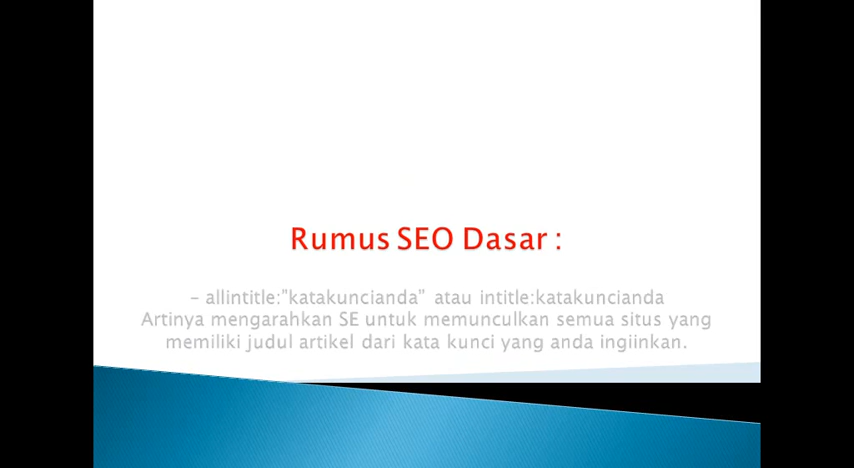 Rumus SEO Dasar :
- allintitle:"katakuncianda" atau intitle:katakuncianda
Artinya mengarahkan SE untuk memunculkan semua situs yang
memiliki judul artikel dari kata kunci yang anda ingiinkan.